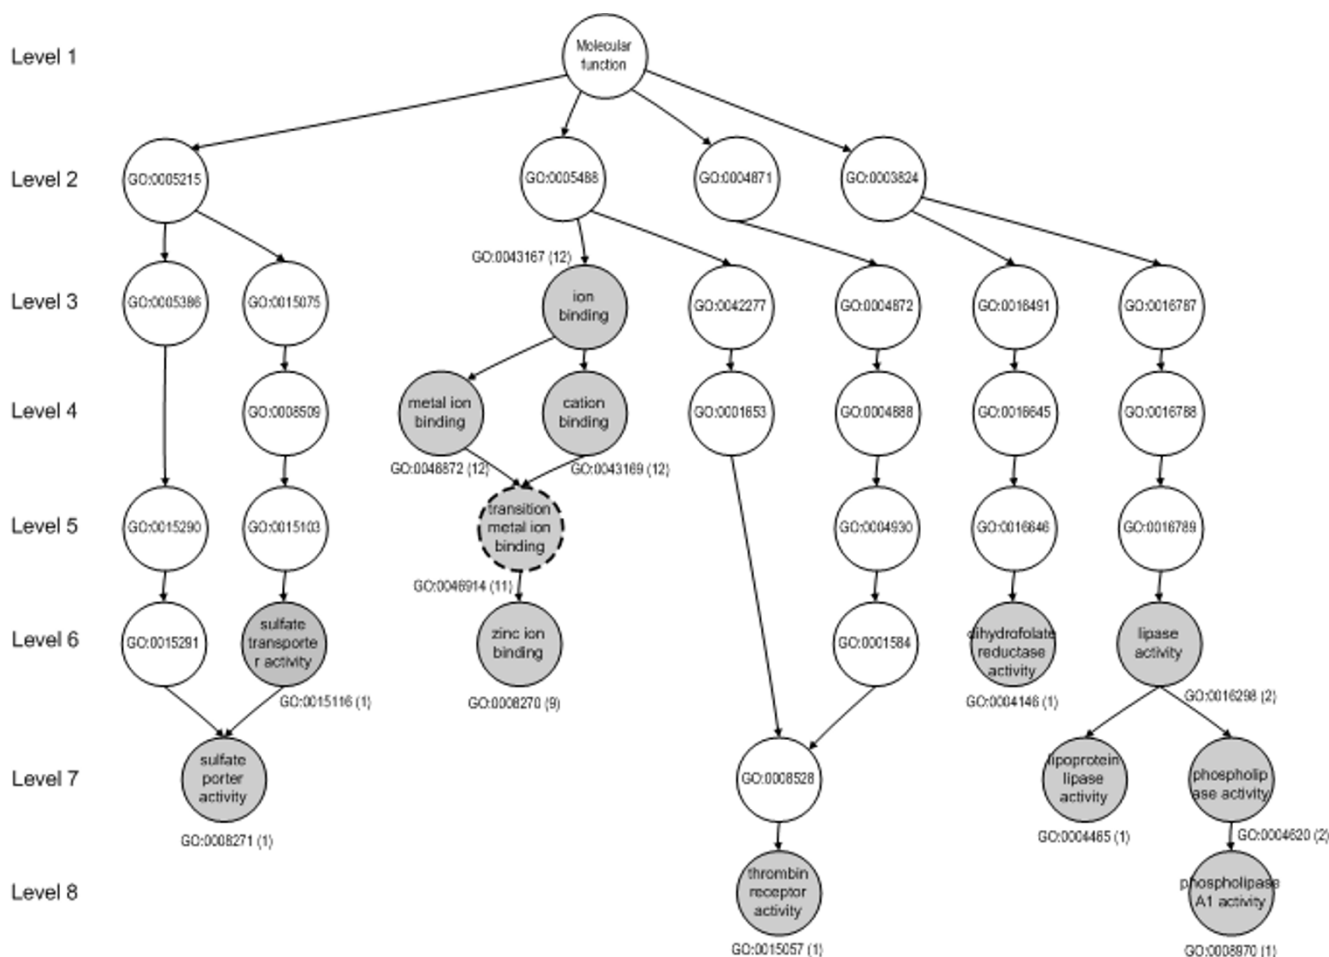 Level 1
Molecular
function
Level 2
GO:0005215
GO:0005488
GO:0004871
GO:0003824
GO:0043167 (12)
Level 3
GO:0005386
GO:0015075
ion
binding
GO:0042277
GO:0004872
GO:0016491
GO:0016787
Level 4
GO:0008509
metal ion
binding
cation
binding
GO:0001653
GO:0004888
GO:0016645
GO:0016788
GO:0046872 (12)
GO:0043169 (12)
Level 5
GO:0015290
GO:0015103
transition
metal ion
binding
GO:0004930
GO:0016646
GO:0016789
GO:0046914 (11)
Level 6
GO:0015291
sulfate
transporte
r activity
zinc ion
binding
GO:0001584
dihydrofolate
reductase
activity
lipase
activity
GO:0015116 (1)
GO:0008270 (9)
GO:0004146 (1)
GO:0016298 (2)
Level 7
sulfate
porter
activity
GO:0008528
lipoprotein
lipase
activity
phospholip
ase activity
GO:0008271 (1)
GO:0004465 (1)
GO:0004620 (2)
Level 8
thrombin
receptor
activity
phospholipase
A1 activity
GO:0015057 (1)
GO:0008970 (1)